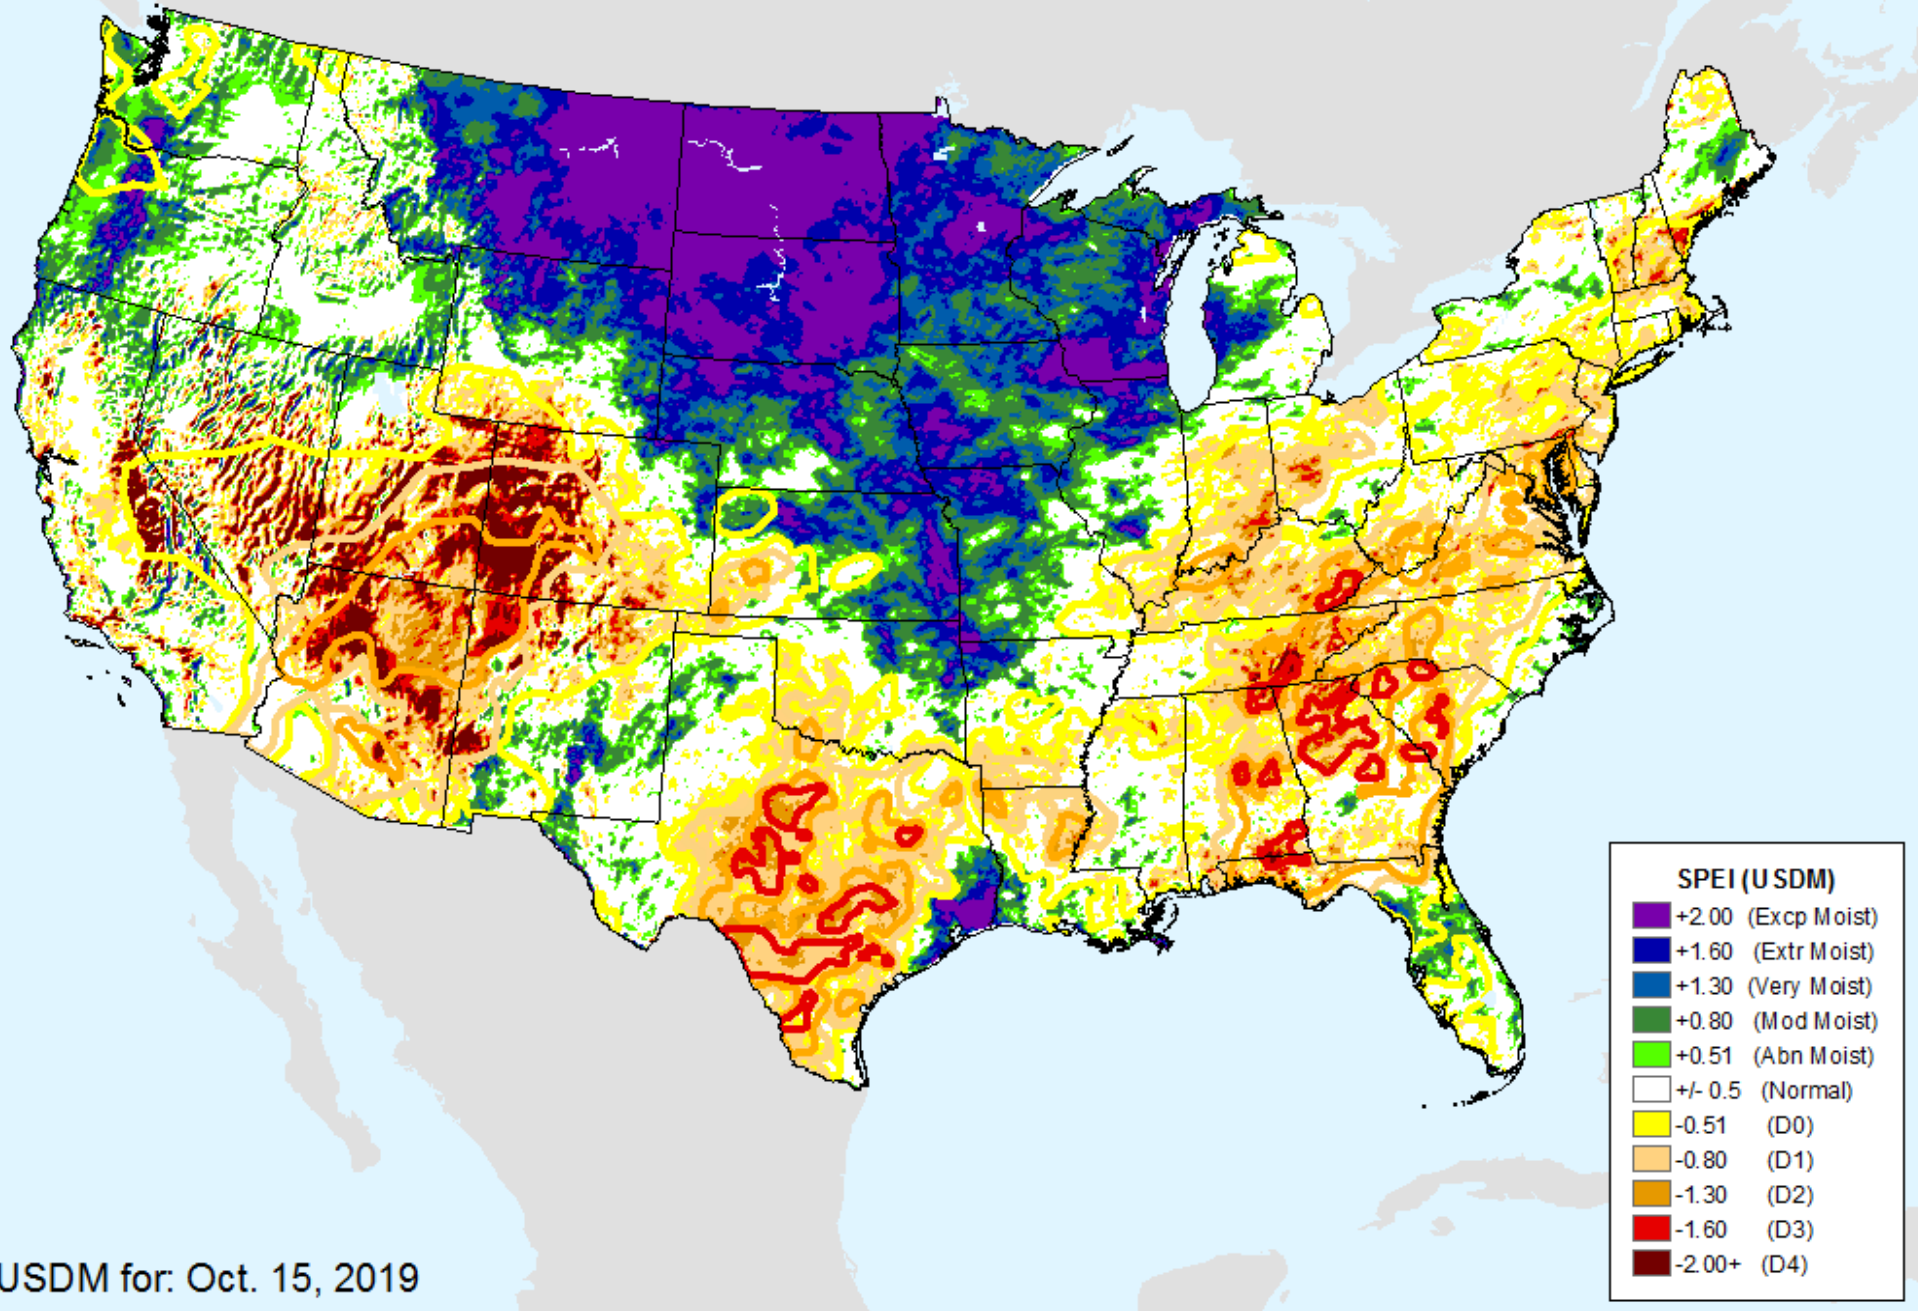 SPEI (USDM)
+2.00 (Excp Moist)
+1.60 (Extr Moist)
+1.30 (Very Moist)
+0.80 (Mod Moist)
+0.51 (Abn Moist)
+/- 0.5 (Normal)
-0.51 (D0)
-0.80 (D1)
-1.30 (D2)
-1.60 (D3)
-2.00+ (D4)
USDM for: Oct. 15, 2019